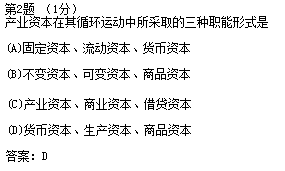 第2题 （1分）
产业资本在其循环运动中所采取的三种职能形式是
(A)固定资本、流动资本、货币资本
(B)不变资本、可变资本、商品资本
(C)产业资本、商业资本、借贷资本
(D)货币资本、生产资本、商品资本
答案：D